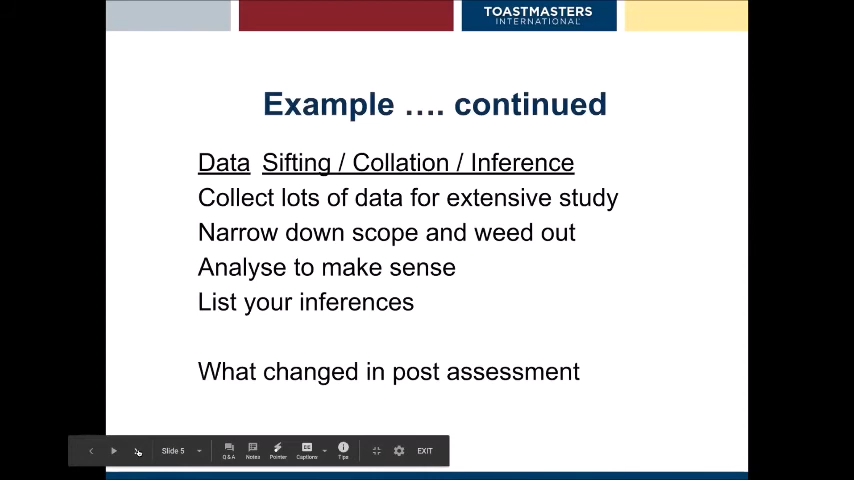 TOASTMASTERS
INTERNATIONAL
Example …. continued
Data  Sifting / Collation / Inference
Collect lots of data for extensive study
Narrow down scope and weed out
Analyse to make sense
List your inferences
What changed in post assessment
Slide 5
Q&A
Notes
Pointer
Captions
Tips
EXIT